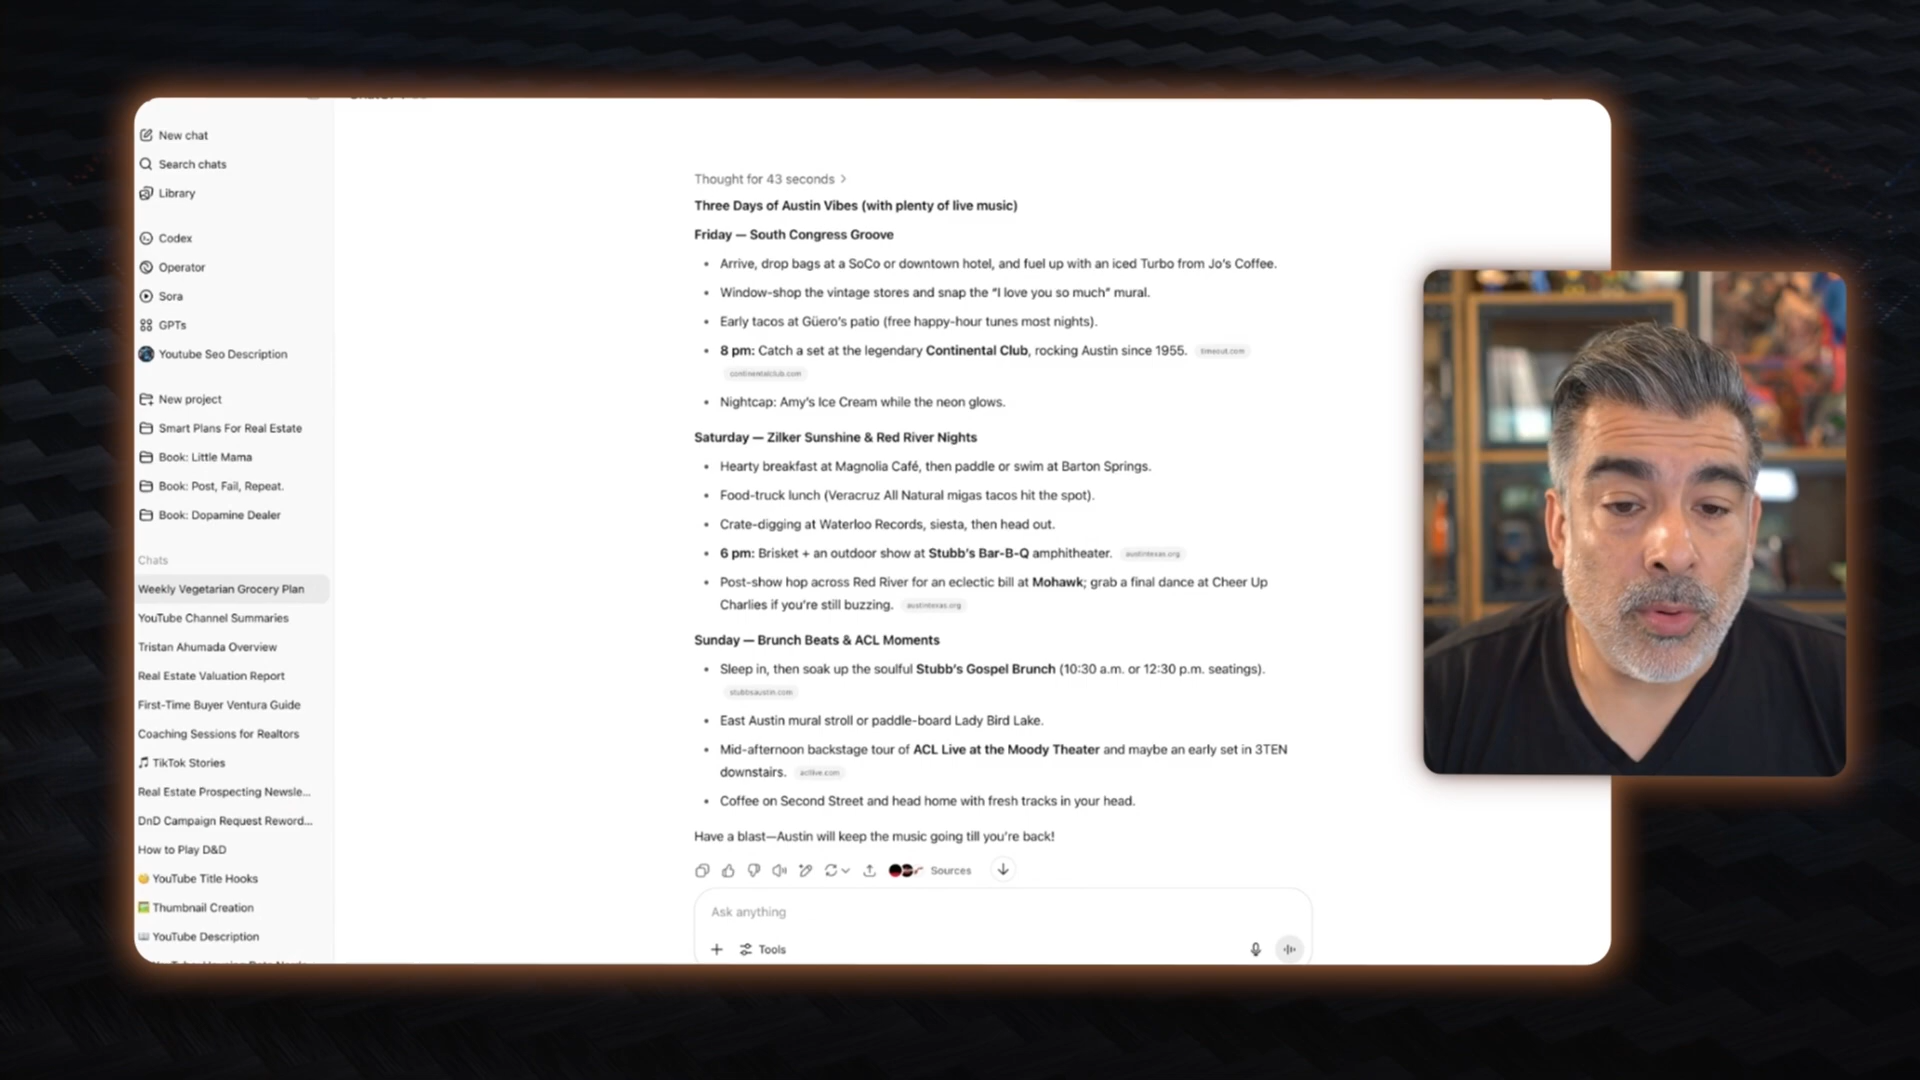 New chat
Search chats
Library
Codex
Operator
Sora
GPTs
Youtube Seo Description
New project
Smart Plans For Real Estate
Book: Little Mama
Book: Post, Fail, Repeat.
Book: Dopamine Dealer
Chats
Weekly Vegetarian Grocery Plan
YouTube Channel Summaries
Tristan Ahumada Overview
Real Estate Valuation Report
First-Time Buyer Ventura Guide
Coaching Sessions for Realtors
TikTok Stories
Real Estate Prospecting Newsle...
DnD Campaign Request Reword...
How to Play D&D
YouTube Title Hooks
Thumbnail Creation
YouTube Description
Thought for 43 seconds >
Three Days of Austin Vibes (with plenty of live music)
Friday — South Congress Groove
• Arrive, drop bags at a SoCo or downtown hotel, and fuel up with an iced Turbo from Jo's Coffee.
• Window-shop the vintage stores and snap the "I love you so much" mural.
• Early tacos at Güero's patio (free happy-hour tunes most nights).
• 8 pm: Catch a set at the legendary Continental Club, rocking Austin since 1955. timeout.com
continentalclub.com
• Nightcap: Amy's Ice Cream while the neon glows.
Saturday — Zilker Sunshine & Red River Nights
• Hearty breakfast at Magnolia Café, then paddle or swim at Barton Springs.
• Food-truck lunch (Veracruz All Natural migas tacos hit the spot).
• Crate-digging at Waterloo Records, siesta, then head out.
• 6 pm: Brisket + an outdoor show at Stubb's Bar-B-Q amphitheater. austintexas.org
• Post-show hop across Red River for an eclectic bill at Mohawk; grab a final dance at Cheer Up
Charlies if you're still buzzing. austintexas.org
Sunday — Brunch Beats & ACL Moments
• Sleep in, then soak up the soulful Stubb's Gospel Brunch (10:30 a.m. or 12:30 p.m. seatings).
stubbsaustin.com
• East Austin mural stroll or paddle-board Lady Bird Lake.
• Mid-afternoon backstage tour of ACL Live at the Moody Theater and maybe an early set in 3TEN
downstairs. acllive.com
• Coffee on Second Street and head home with fresh tracks in your head.
Have a blast—Austin will keep the music going till you're back!
Sources
Ask anything
Tools